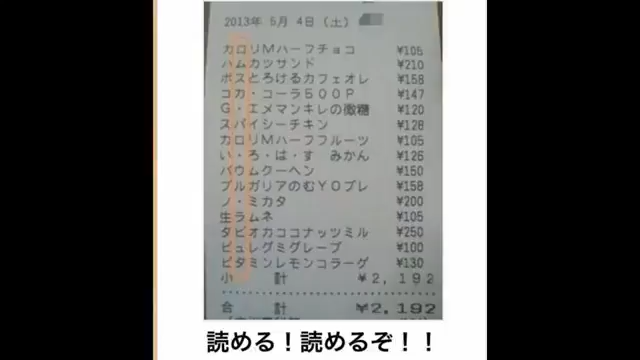 2013年 5月 4日（土）
カロリMハーフチョコ ¥105
ハムカツサンド ¥210
ボスとろけるカフェオレ ¥158
コカ・コーラ500P ¥147
G・エメマンキレの微糖 ¥120
スパイシーチキン ¥128
カロリMハーフフルーツ ¥105
い・ろ・は・す みかん ¥126
バウムクーヘン ¥150
ブルガリアのむYOブレ ¥158
ノ・ミカタ ¥200
生ラムネ ¥105
タピオカココナッツミル ¥250
ピュレグミグレープ ¥100
ビタミンレモンコラーゲ ¥130
小 計 ¥2,192
合 計 ¥2,192
読める！読めるぞ！！